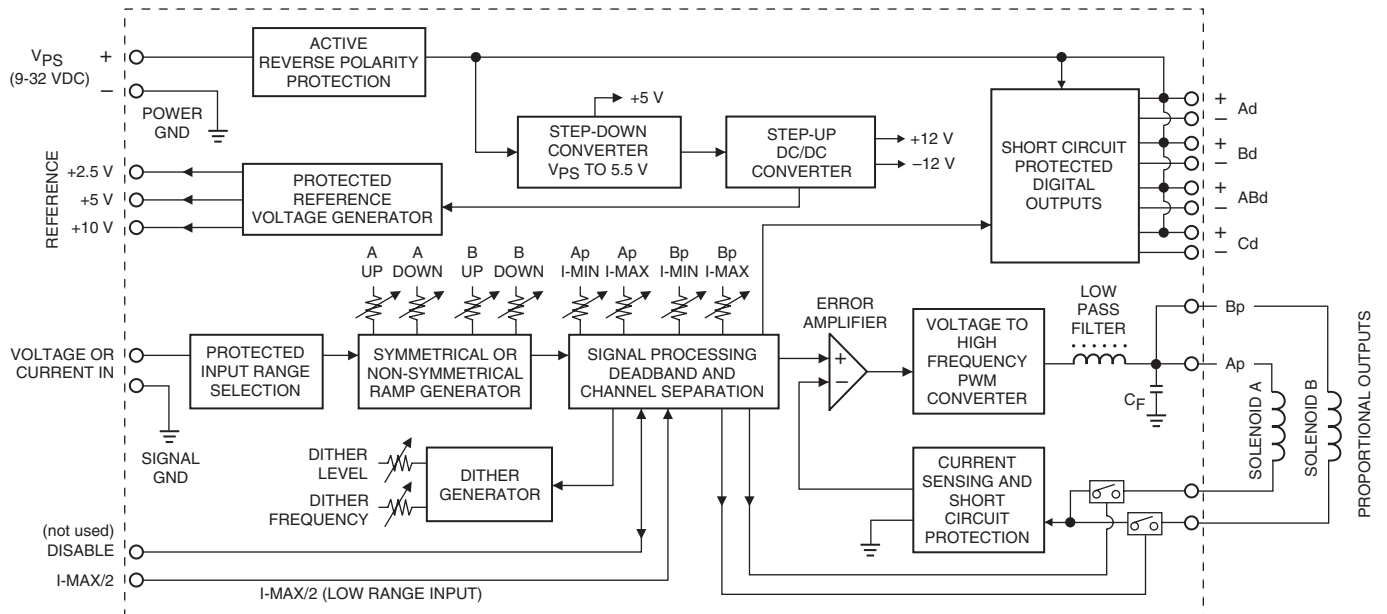 VPS
(9-32 VDC)
+
−
POWER
GND
ACTIVE
REVERSE POLARITY
PROTECTION
+5 V
STEP-DOWN
CONVERTER
VPS TO 5.5 V
STEP-UP
DC/DC
CONVERTER
+12 V
−12 V
SHORT CIRCUIT
PROTECTED
DIGITAL
OUTPUTS
+
−
Ad
+
−
Bd
+
−
ABd
+
−
Cd
REFERENCE
+2.5 V
+5 V
+10 V
PROTECTED
REFERENCE
VOLTAGE GENERATOR
A
UP
A
DOWN
B
UP
B
DOWN
Ap
I-MIN
Ap
I-MAX
Bp
I-MIN
Bp
I-MAX
VOLTAGE OR
CURRENT IN
SIGNAL
GND
PROTECTED
INPUT RANGE
SELECTION
SYMMETRICAL OR
NON-SYMMETRICAL
RAMP GENERATOR
SIGNAL PROCESSING
DEADBAND AND
CHANNEL SEPARATION
ERROR
AMPLIFIER
+
−
VOLTAGE TO
HIGH
FREQUENCY
PWM
CONVERTER
LOW
PASS
FILTER
CF
Bp
Ap
SOLENOID A
SOLENOID B
PROPORTIONAL OUTPUTS
DITHER
LEVEL
DITHER
FREQUENCY
DITHER
GENERATOR
CURRENT
SENSING AND
SHORT
CIRCUIT
PROTECTION
(not used)
DISABLE
I-MAX/2
I-MAX/2 (LOW RANGE INPUT)